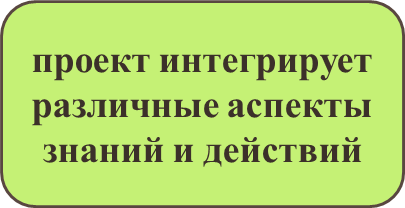 проект интегрирует
различные аспекты
знаний и действий